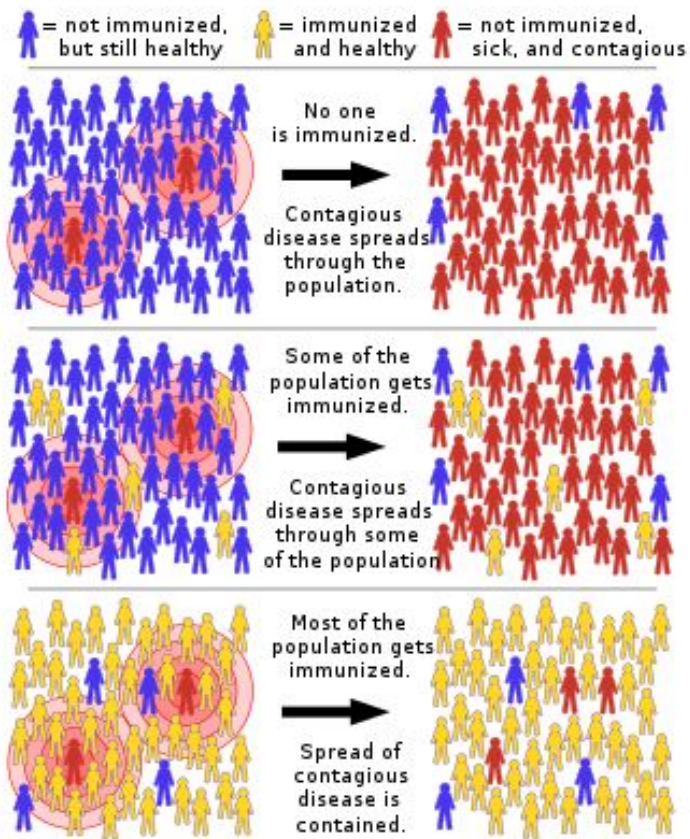 = not immunized,
but still healthy
= immunized
and healthy
= not immunized,
sick, and contagious
No one
is immunized.
Contagious
disease spreads
through the
population.
Some of the
population gets
immunized.
Contagious
disease spreads
through some
of the population
Most of the
population gets
immunized.
Spread of
contagious
disease is
contained.